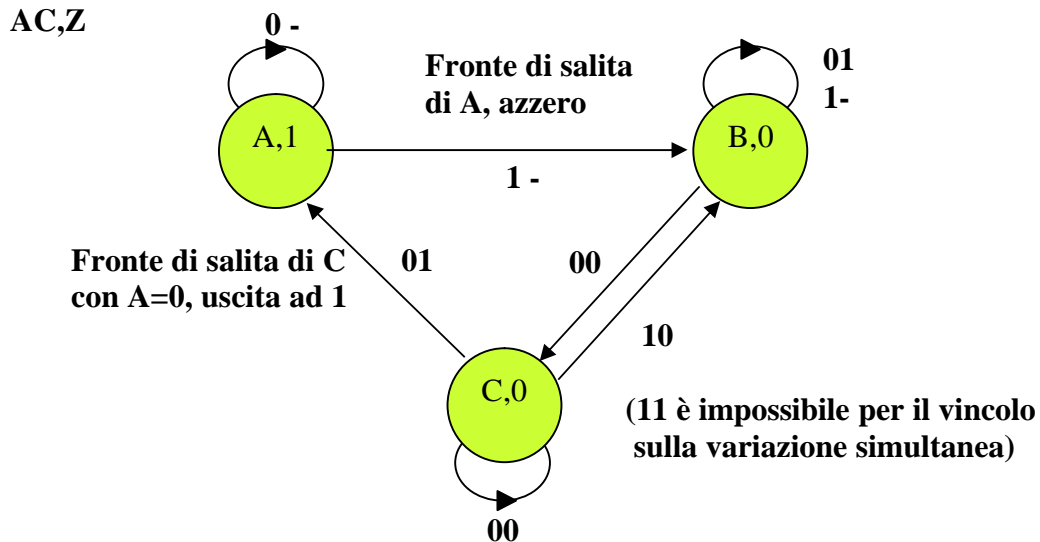 AC,Z
0 -
Fronte di salita
di A, azzero
01
1-
A,1
B,0
1 -
Fronte di salita di C
con A=0, uscita ad 1
01
00
10
C,0
(11 è impossibile per il vincolo
sulla variazione simultanea)
00